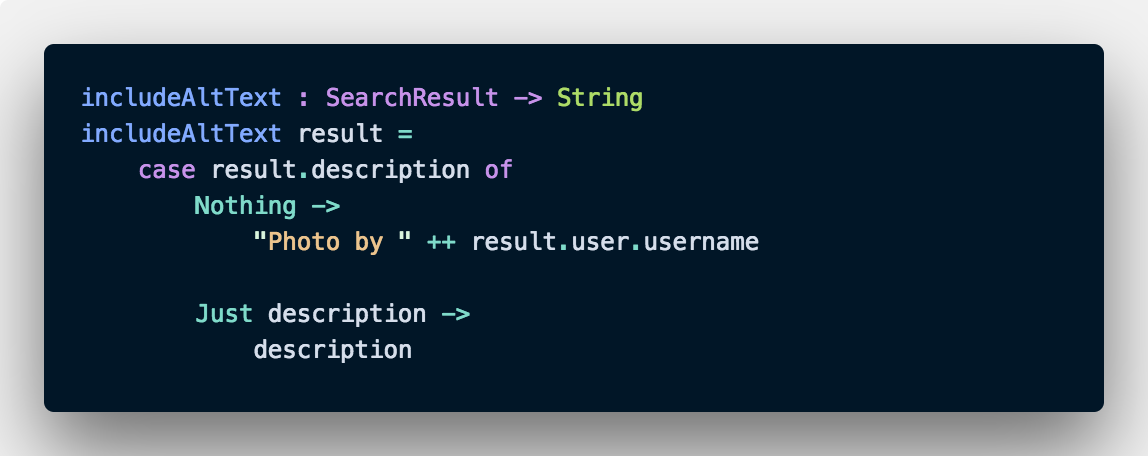 includeAltText : SearchResult -> String
includeAltText result =
    case result.description of
        Nothing ->
            "Photo by " ++ result.user.username

        Just description ->
            description